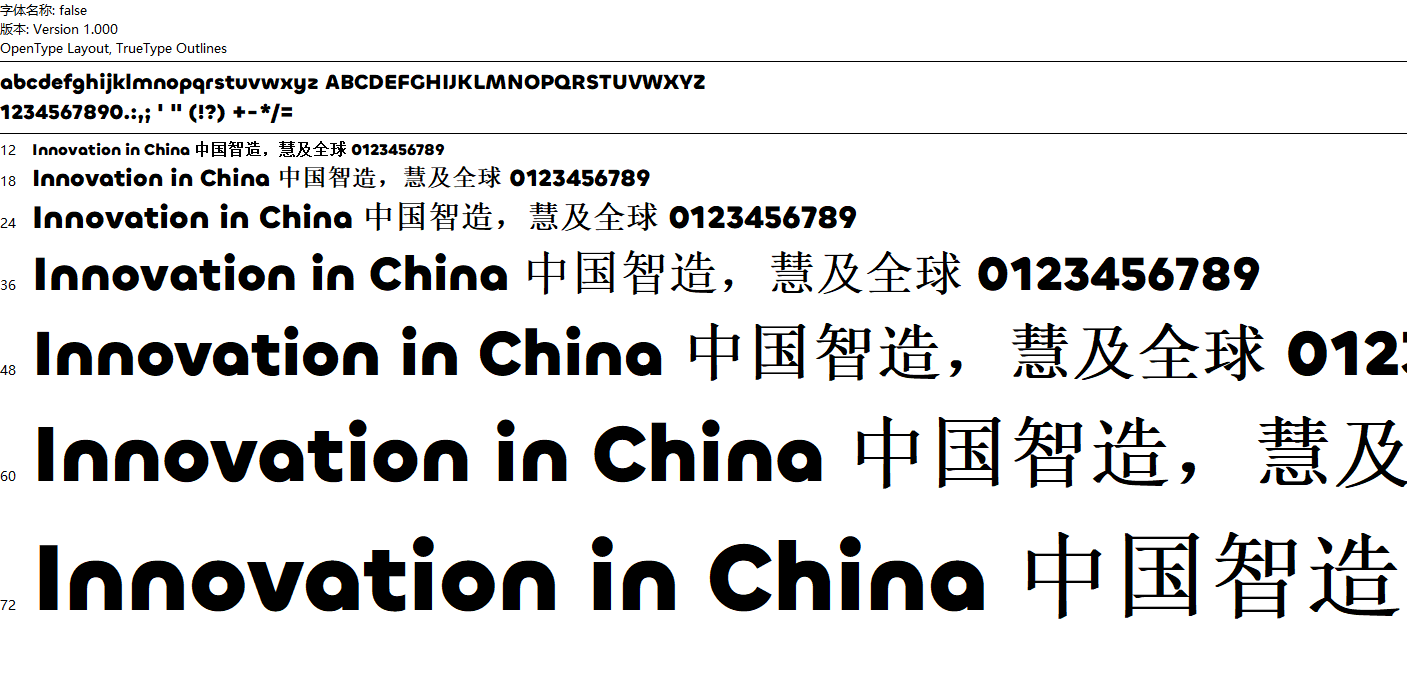 字体名称: false
版本: Version 1.000
OpenType Layout, TrueType Outlines
abcdefghijklmnopqrstuvwxyz ABCDEFGHIJKLMNOPQRSTUVWXYZ
1234567890.:,; ' " (!?) +-*/=
12 Innovation in China 中国智造，慧及全球 0123456789
18 Innovation in China 中国智造，慧及全球 0123456789
24 Innovation in China 中国智造，慧及全球 0123456789
36 Innovation in China 中国智造，慧及全球 0123456789
48 Innovation in China 中国智造，慧及全球 012
60 Innovation in China 中国智造，慧及
72 Innovation in China 中国智造